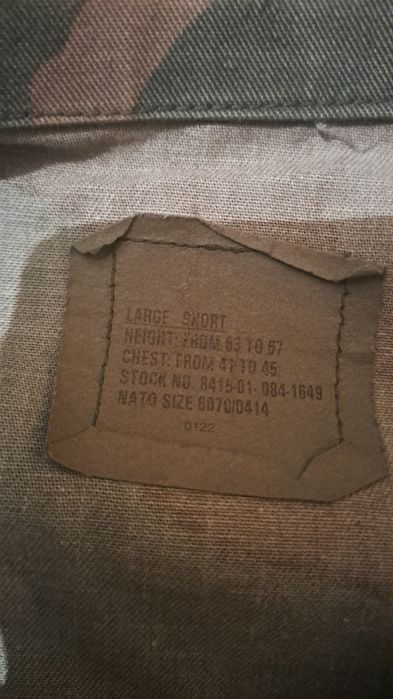 LARGE SHORT
HEIGHT: FROM 63 TO 67
CHEST: FROM 41 TO 45
STOCK NO. 8415-01-084-1649
NATO SIZE 6070/0414
0122